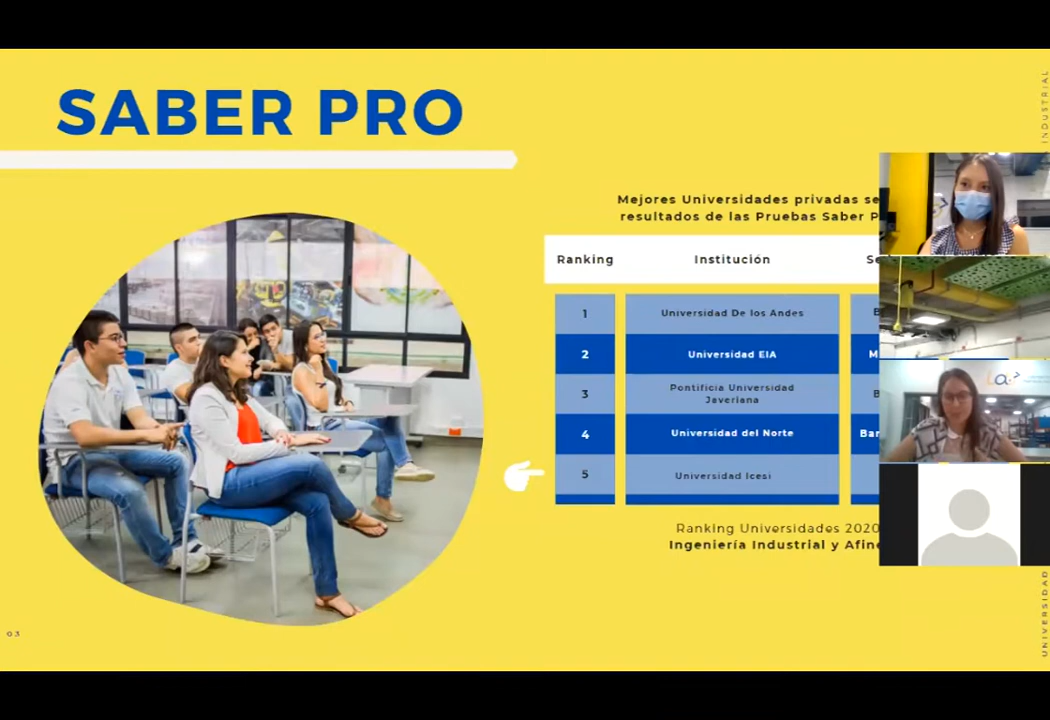 SABER PRO
Mejores Universidades privadas
resultados de las Pruebas Saber
Ranking Institución
1 Universidad De los Andes
2 Universidad EIA
3 Pontificia Universidad
Javeriana
4 Universidad del Norte
5 Universidad Icesi
Ranking Universidades 2020
Ingeniería Industrial y
03
INDUSTRIAL
UNIVERSIDAD